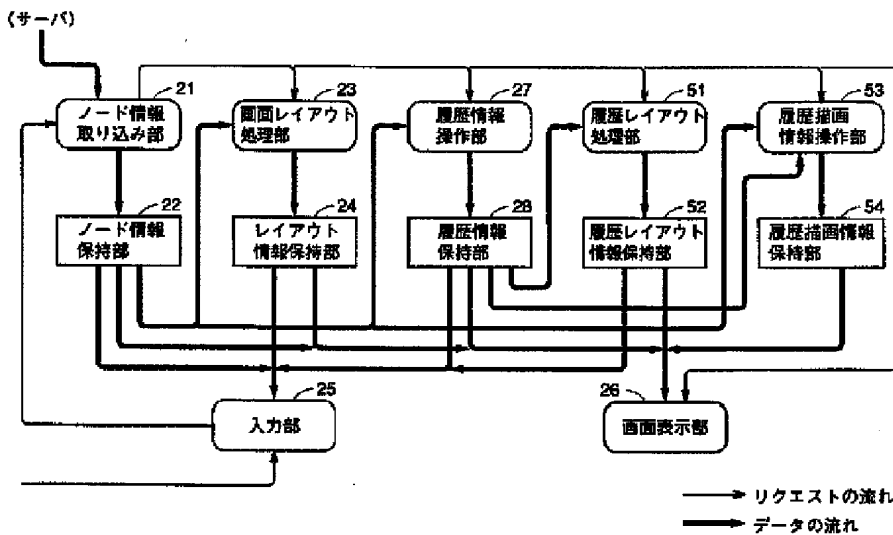 (サーバ)
21
ノード情報
取り込み部
23
画面レイアウト
処理部
27
履歴情報
操作部
51
履歴レイアウト
処理部
53
履歴描画
情報操作部
22
ノード情報
保持部
24
レイアウト
情報保持部
28
履歴情報
保持部
52
履歴レイアウト
情報保持部
54
履歴描画情報
保持部
25
入力部
26
画面表示部
リクエストの流れ
データの流れ